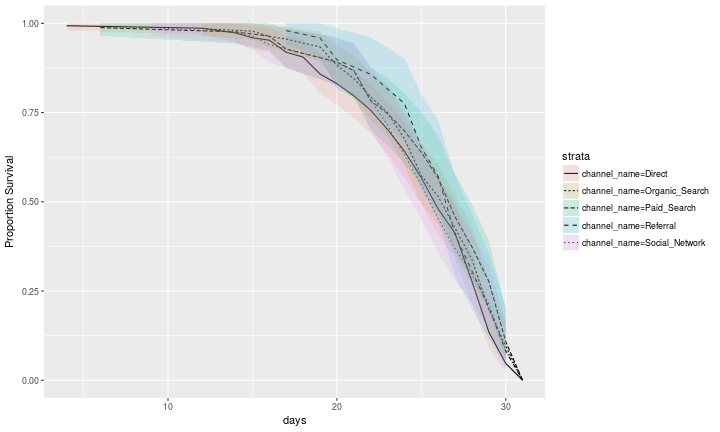 1.00
0.75
0.50
0.25
0.00
Proportion Survival
10
20
30
days
strata
channel_name=Direct
channel_name=Organic_Search
channel_name=Paid_Search
channel_name=Referral
channel_name=Social_Network